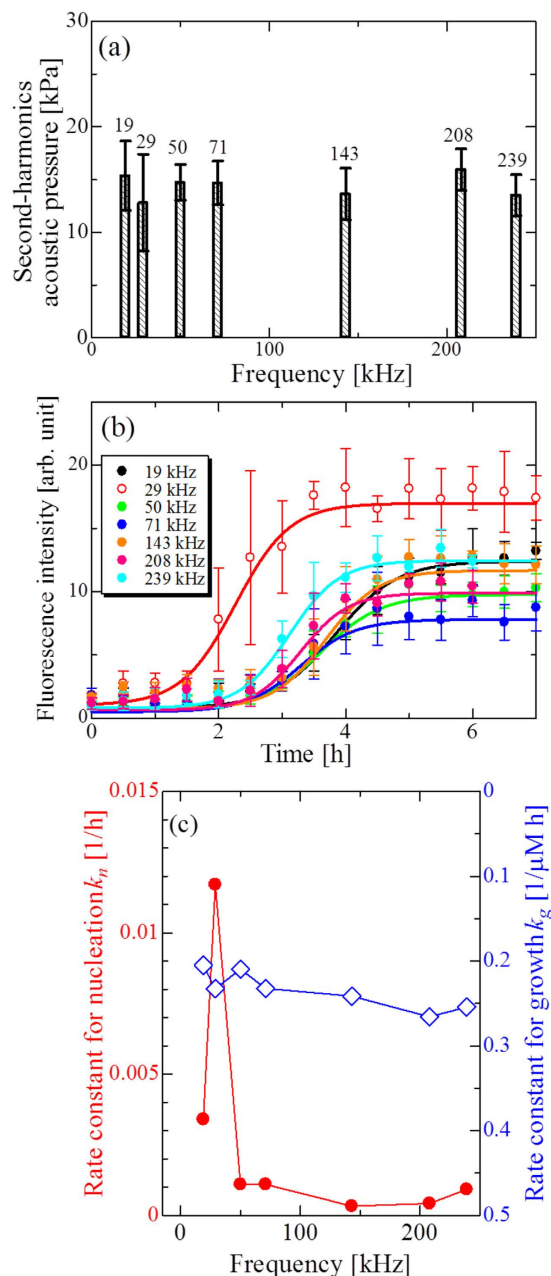 (a)
Second-harmonics
acoustic pressure [kPa]
30
20
10
0
19
29
50
71
143
208
239
0 100 200
Frequency [kHz]
(b)
Fluorescence intensity [arb. unit]
20
10
0
19 kHz
29 kHz
50 kHz
71 kHz
143 kHz
208 kHz
239 kHz
0 2 4 6
Time [h]
(c)
Rate constant for nucleation kn [1/h]
0.015
0.01
0.005
0
0
0.1
0.2
0.3
0.4
0.5
Rate constant for growth kg [1/μM h]
0 100 200
Frequency [kHz]